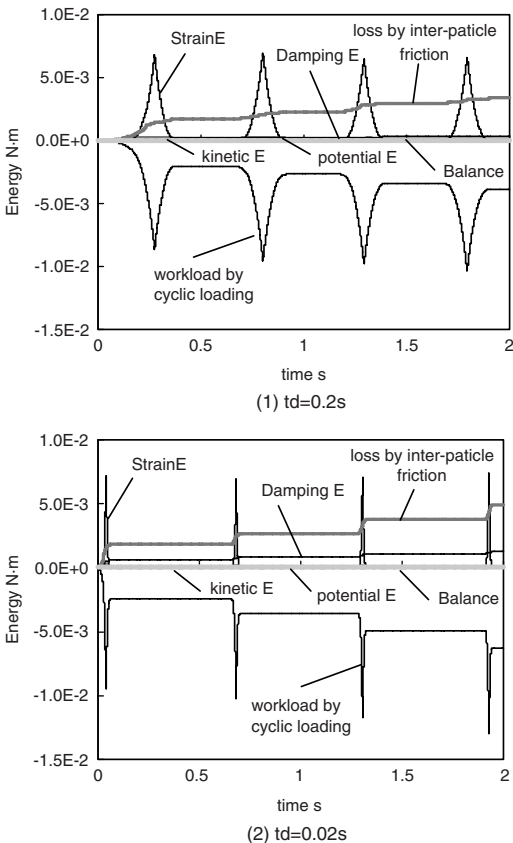 1.0E-2
StrainE
Damping E
loss by inter-paticle
friction
5.0E-3
0.0E+0
kinetic E
potential E
Balance
-5.0E-3
workload by
cyclic loading
-1.0E-2
-1.5E-2
Energy N·m
0 0.5 1 1.5 2
time s
(1) td=0.2s
1.0E-2
StrainE
loss by inter-paticle
friction
Damping E
5.0E-3
0.0E+0
kinetic E
potential E
Balance
-5.0E-3
workload by
cyclic loading
-1.0E-2
-1.5E-2
Energy N·m
0 0.5 1 1.5 2
time s
(2) td=0.02s